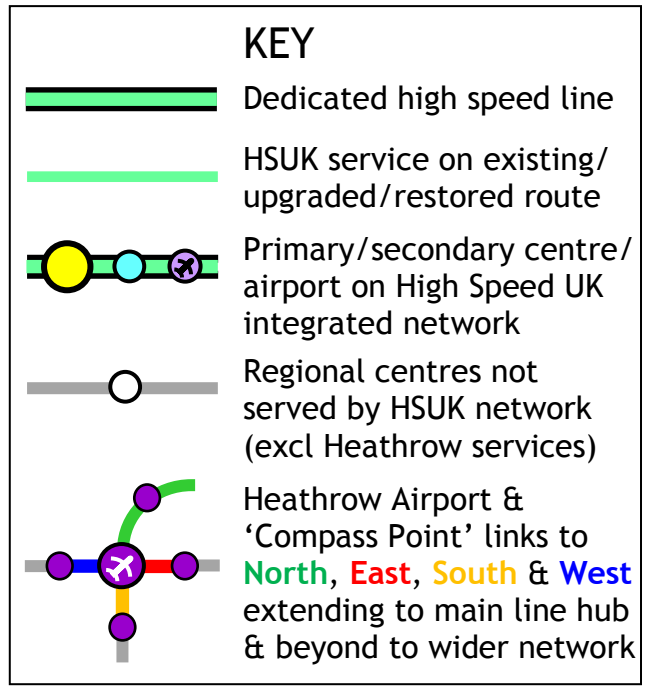 KEY
Dedicated high speed line
HSUK service on existing/
upgraded/restored route
Primary/secondary centre/
airport on High Speed UK
integrated network
Regional centres not
served by HSUK network
(excl Heathrow services)
Heathrow Airport &
‘Compass Point’ links to
North, East, South & West
extending to main line hub
& beyond to wider network